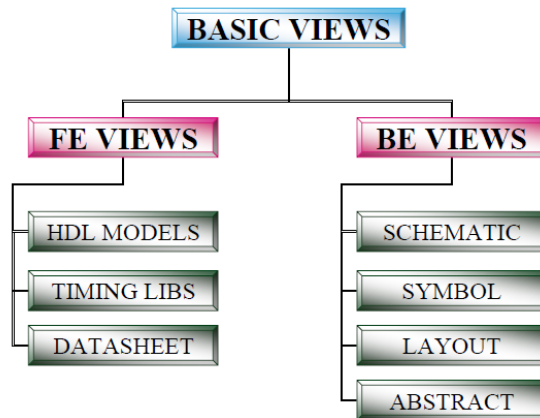 BASIC VIEWS
FE VIEWS
HDL MODELS
TIMING LIBS
DATASHEET
BE VIEWS
SCHEMATIC
SYMBOL
LAYOUT
ABSTRACT